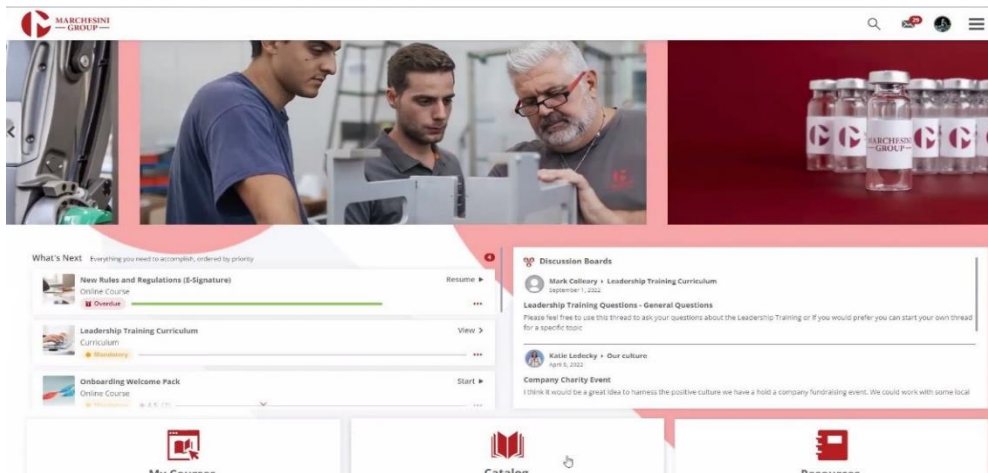 MARCHESINI
GROUP
29
MARCHESINI
GROUP
What's Next Everything you need to accomplish, ordered by priority
New Rules and Regulations (E-Signature)
Resume
Online Course
Overdue
Leadership Training Curriculum
View
Curriculum
Mandatory
Onboarding Welcome Pack
Start
Online Course
Mandatory
Discussion Boards
Mark Colleary › Leadership Training Curriculum
September 1, 2022
Leadership Training Questions - General Questions
Please feel free to use this thread to ask your questions about the Leadership Training or if you would prefer you can start your own thread
for a specific topic
Katie Ledecky › Our culture
April 8, 2022
Company Charity Event
I think it would be a great idea to harness the positive culture we have a hold a company fundraising event. We could work with some local
My Courses
Catalog
Resources